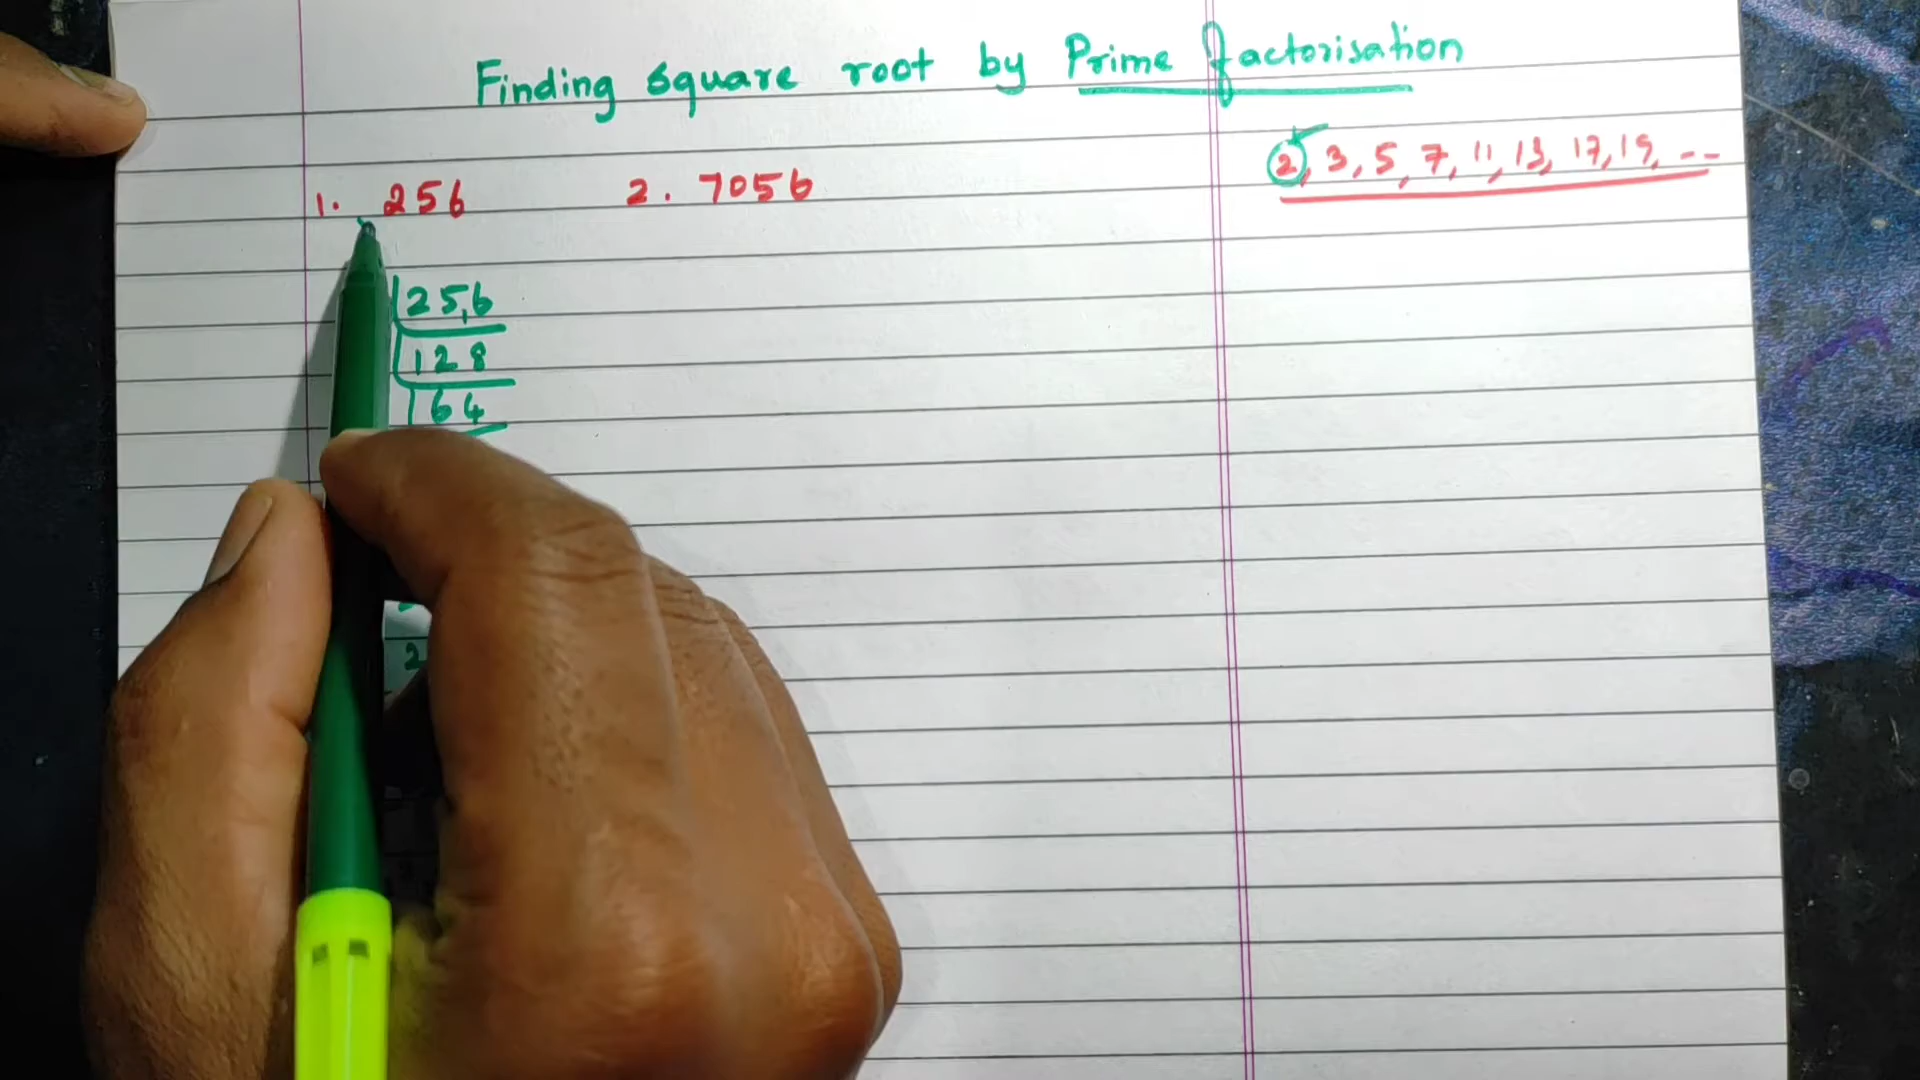 Finding square root by Prime factorisation
2, 3, 5, 7, 11, 13, 17, 19, --
1. 256 2. 7056
256
128
64
2